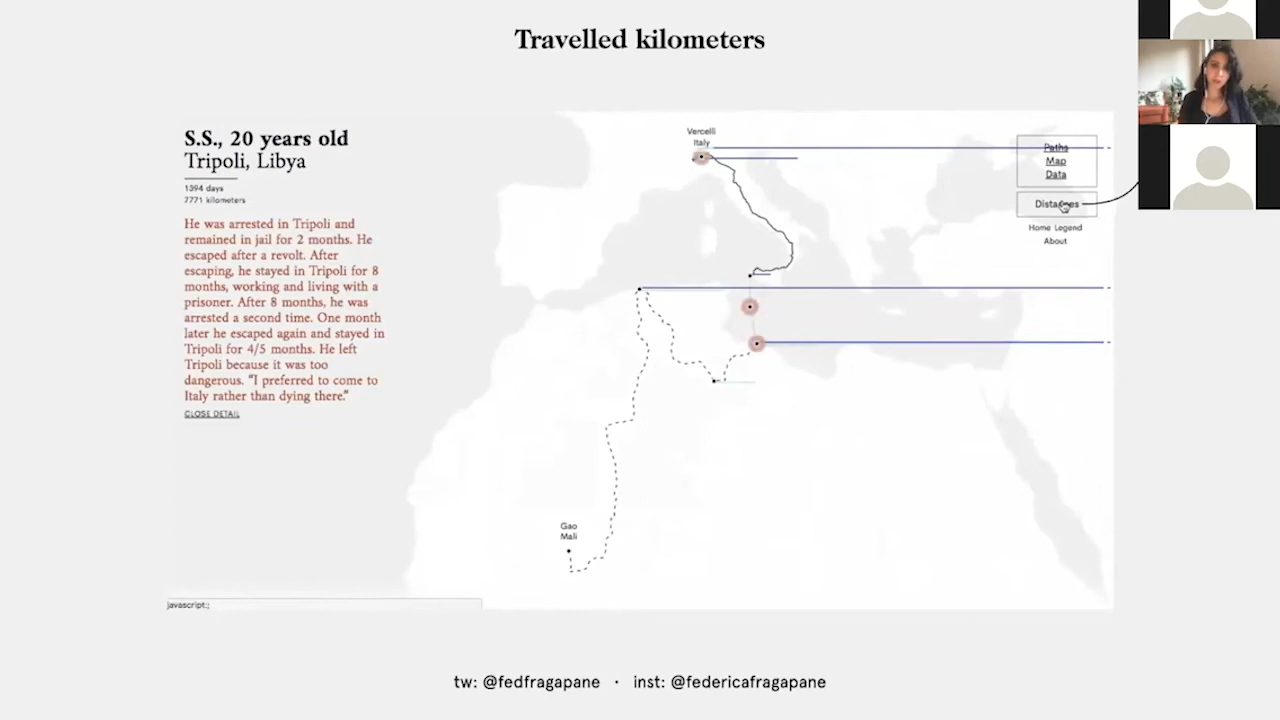 Travelled kilometers
S.S., 20 years old
Tripoli, Libya
1394 days
7771 kilometers
He was arrested in Tripoli and
remained in jail for 2 months. He
escaped after a revolt. After
escaping, he stayed in Tripoli for 8
months, working and living with a
prisoner. After 8 months, he was
arrested a second time. One month
later he escaped again and stayed in
Tripoli for 4/5 months. He left
Tripoli because it was too
dangerous. “I preferred to come to
Italy rather than dying there.”
CLOSE DETAIL
Vercelli
Italy
Gao
Mali
Paths
Map
Data
Distances
Home Legend
About
javascript:;
tw: @fedfragapane · inst: @federicafragapane